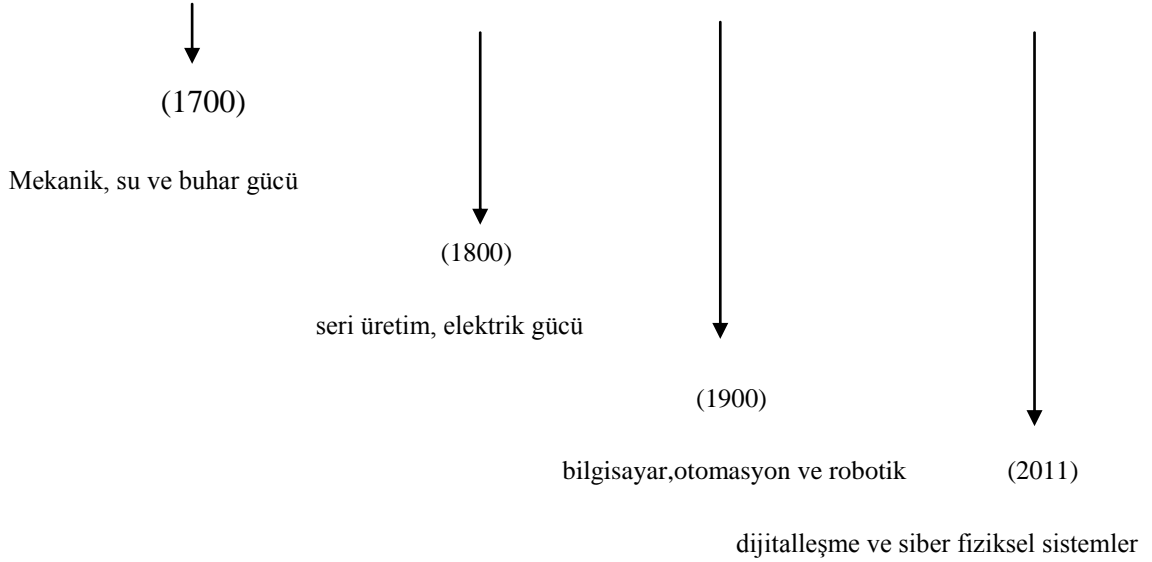 (1700)
Mekanik, su ve buhar gücü
(1800)
seri üretim, elektrik gücü
(1900)
bilgisayar,otomasyon ve robotik
(2011)
dijitalleşme ve siber fiziksel sistemler